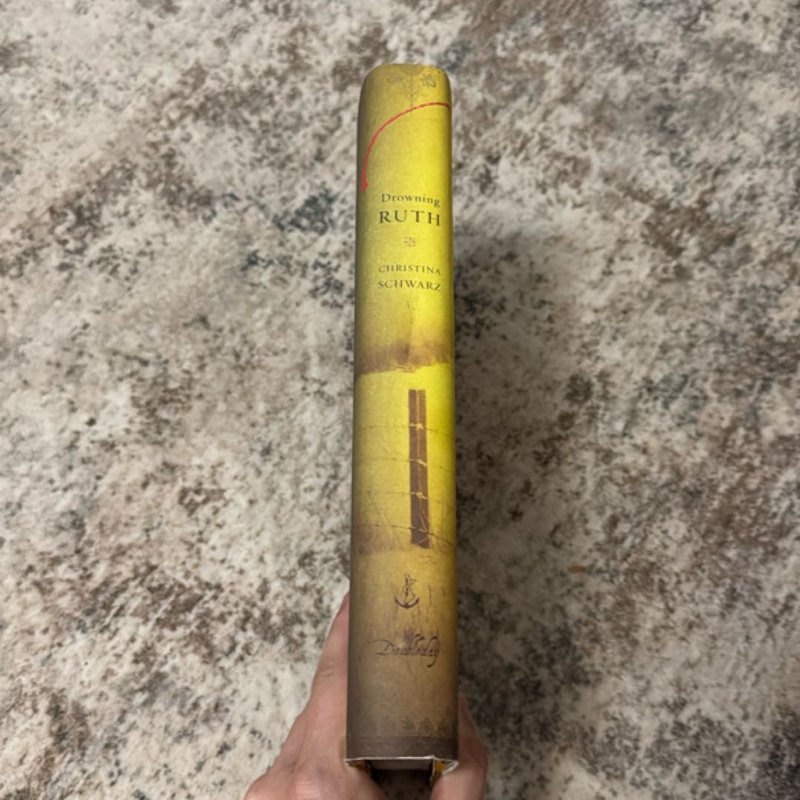 Drowning
RUTH
CHRISTINA
SCHWARZ
Doubleday